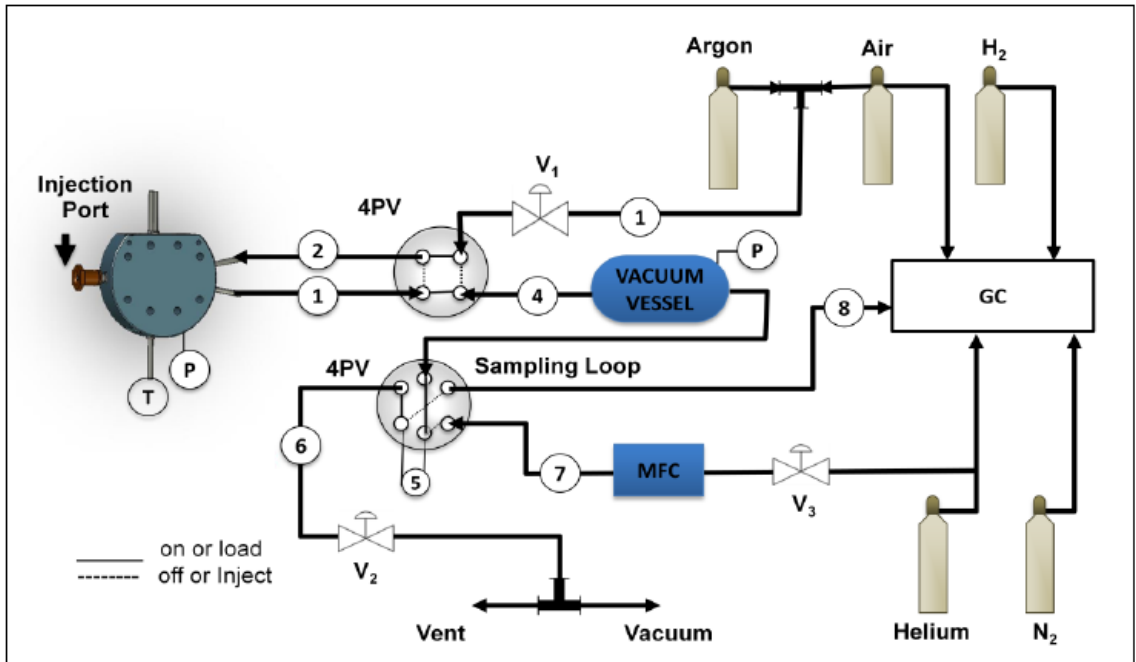 Argon
Air
H₂
V₁
Injection
Port
4PV
1
2
P
VACUUM
VESSEL
1
4
8
GC
P
4PV
Sampling Loop
T
6
7
MFC
5
V₃
on or load
off or Inject
V₂
Vent
Vacuum
Helium
N₂